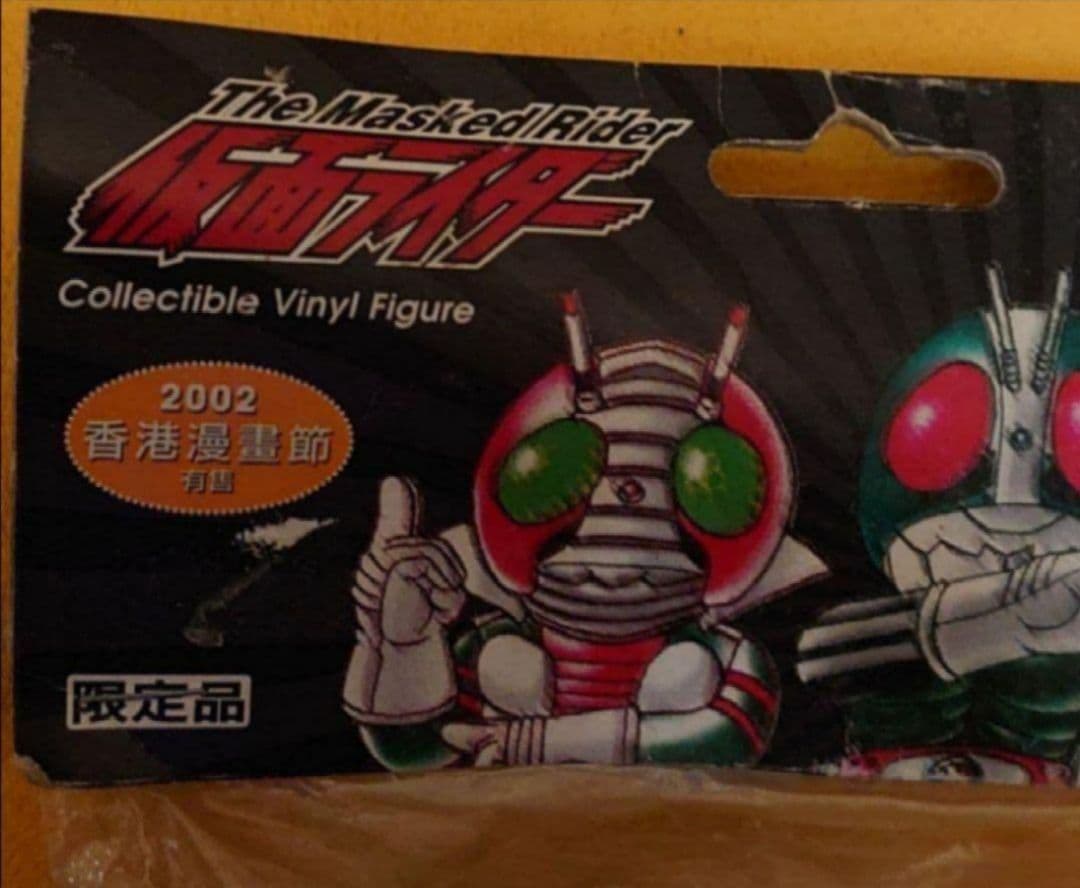 The Masked Rider
仮面ライダー
Collectible Vinyl Figure
2002
香港漫畫節
限定品